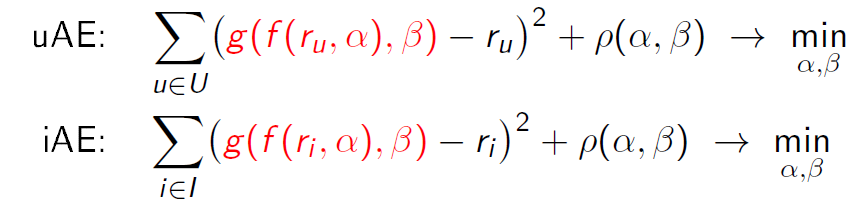 uAE: ∑_{u∈U} (g(f(r_u, α), β) − r_u)^2 + ρ(α, β) → min_{α,β}
iAE: ∑_{i∈I} (g(f(r_i, α), β) − r_i)^2 + ρ(α, β) → min_{α,β}